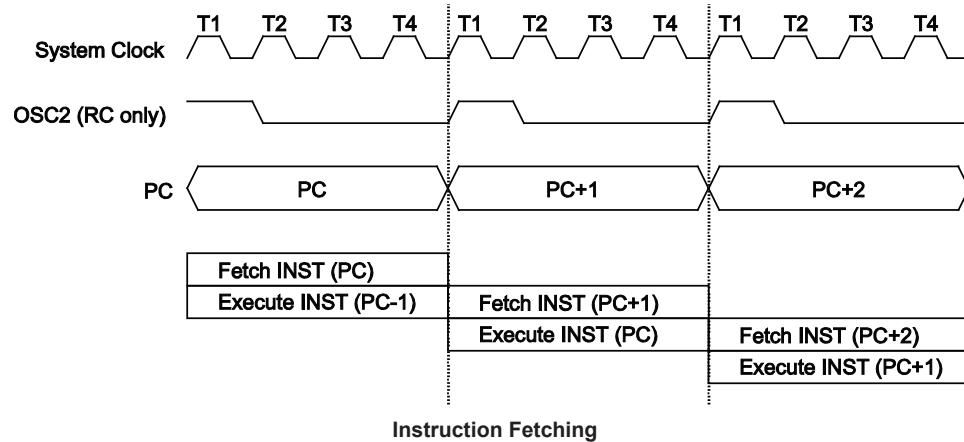 T1 T2 T3 T4 T1 T2 T3 T4 T1 T2 T3 T4
System Clock
OSC2 (RC only)
PC PC PC+1 PC+2
Fetch INST (PC)
Execute INST (PC-1) Fetch INST (PC+1)
Execute INST (PC) Fetch INST (PC+2)
Execute INST (PC+1)
Instruction Fetching